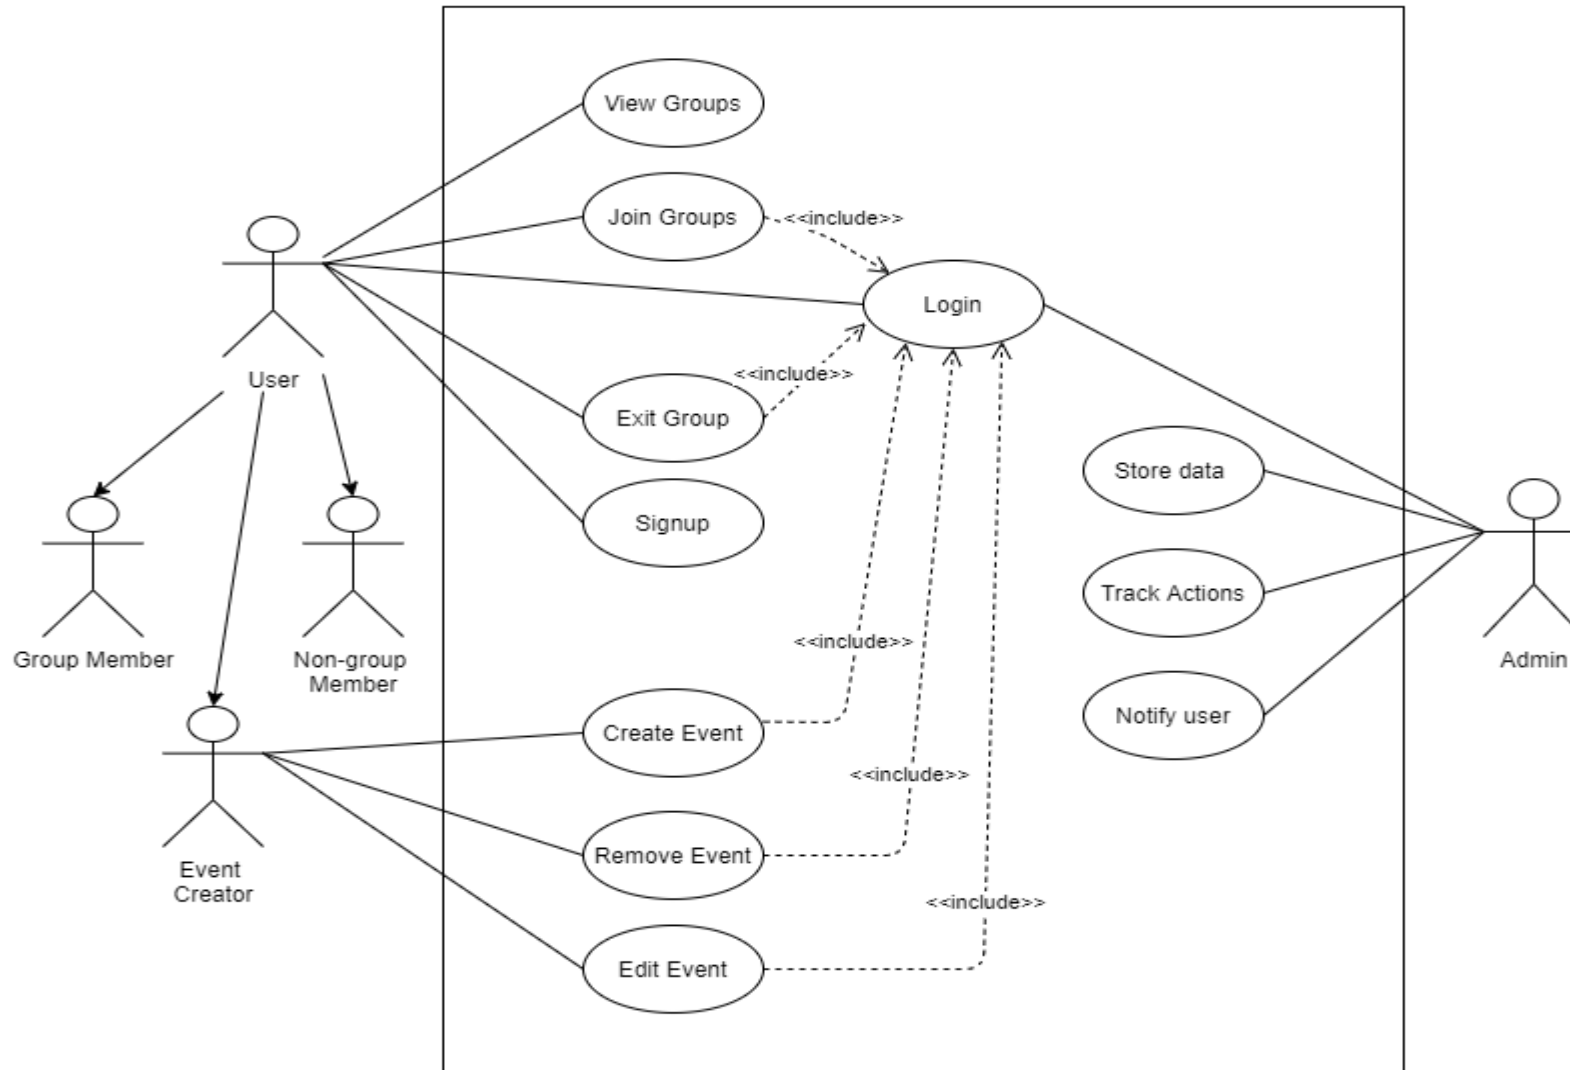 View Groups
Join Groups
<<include>>
Login
User
<<include>>
Exit Group
Store data
Signup
Track Actions
<<include>>
Group Member
Non-group
Member
Admin
Notify user
Create Event
<<include>>
Remove Event
Event
Creator
<<include>>
Edit Event